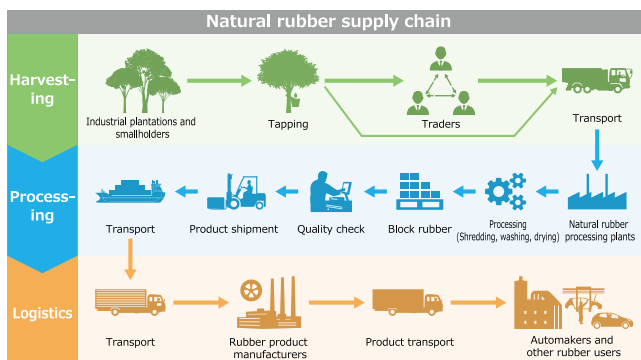 Natural rubber supply chain
Harvest-
ing
Industrial plantations and
smallholders
Tapping
Traders
Transport
Process-
ing
Transport
Product shipment
Quality check
Block rubber
Processing
(Shredding, washing, drying)
Natural rubber
processing plants
Logistics
Transport
Rubber product
manufacturers
Product transport
Automakers
and other rubber users